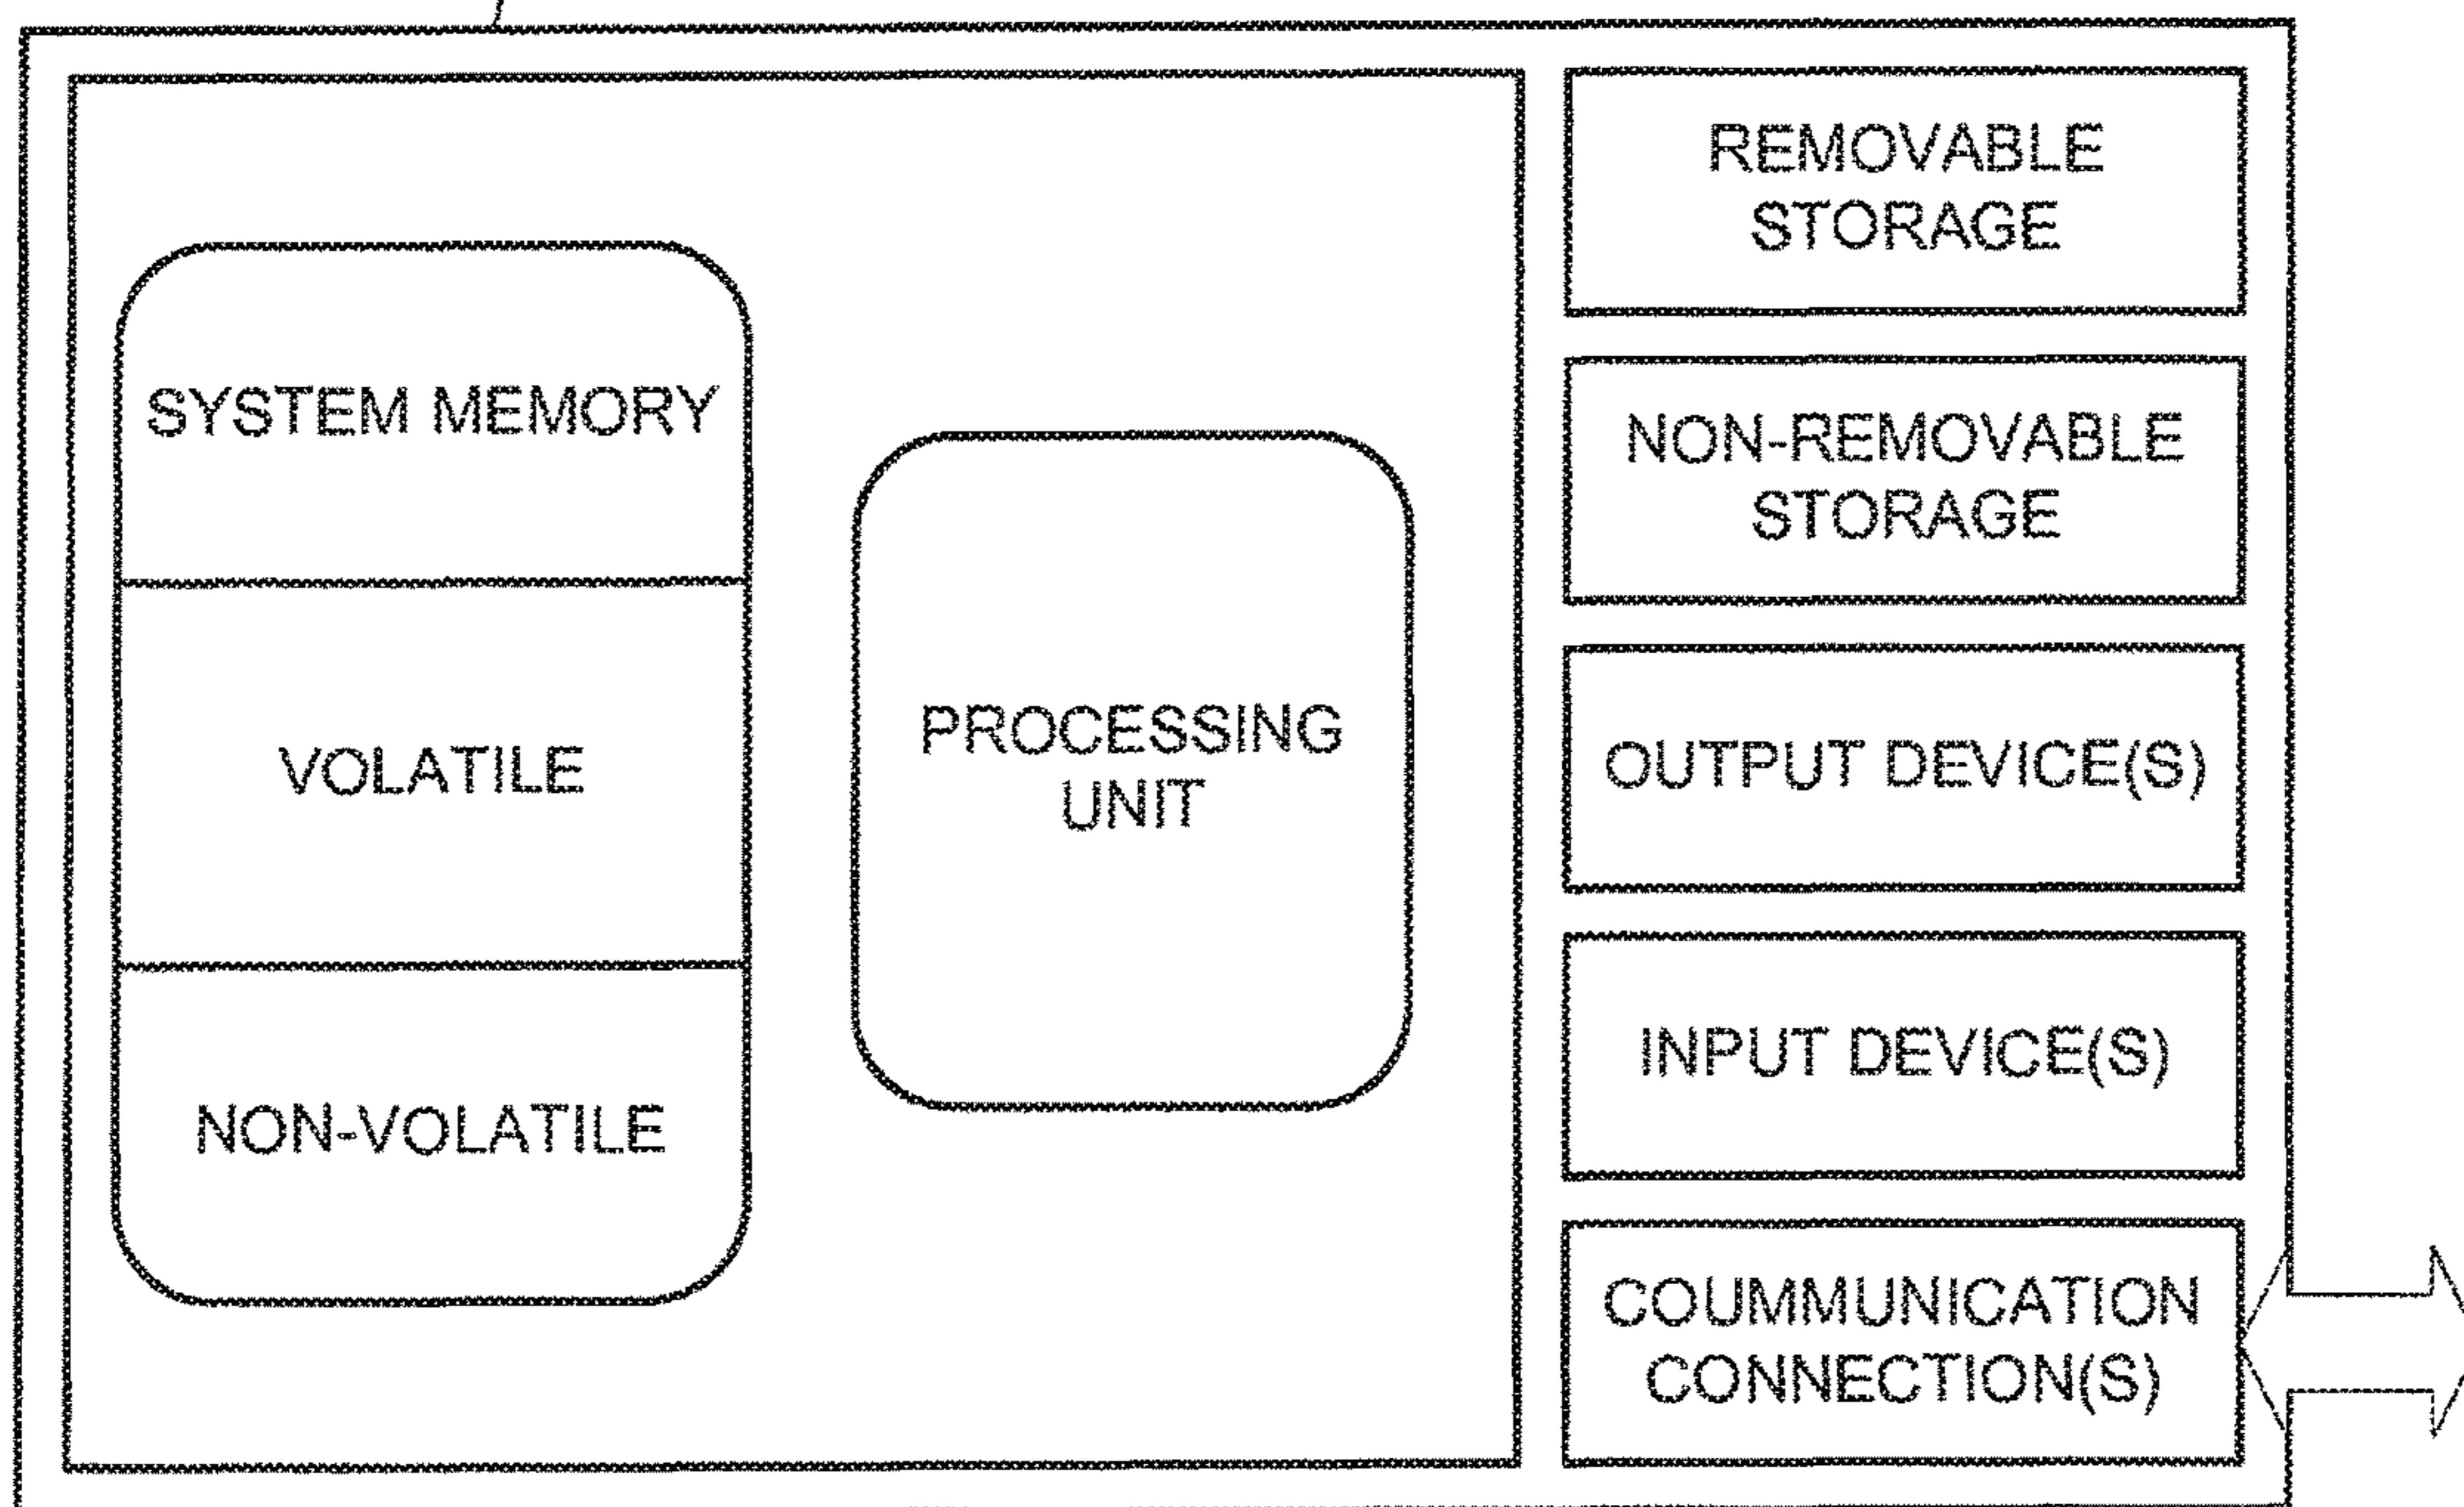 SYSTEM MEMORY
VOLATILE
NON-VOLATILE
PROCESSING
UNIT
REMOVABLE
STORAGE
NON-REMOVABLE
STORAGE
OUTPUT DEVICE(S)
INPUT DEVICE(S)
COUMMUNICATION
CONNECTION(S)